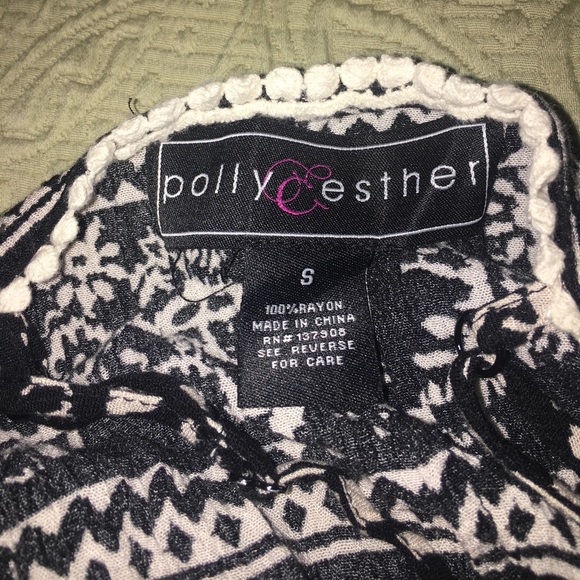 polly & esther
S
100% RAYON
MADE IN CHINA
RN# 137908
SEE REVERSE
FOR CARE